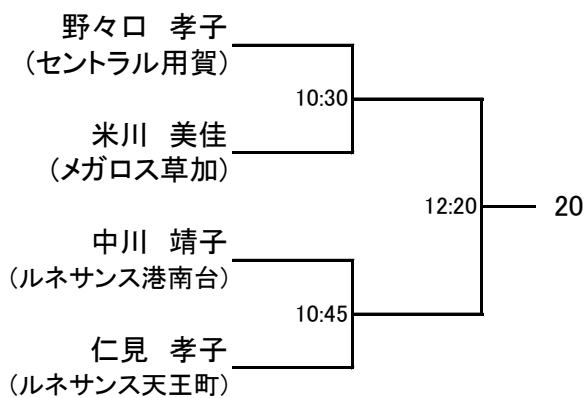 野々口　孝子
(セントラル用賀)
10:30
米川　美佳
(メガロス草加)
12:20
20
中川　靖子
(ルネサンス港南台)
10:45
仁見　孝子
(ルネサンス天王町)